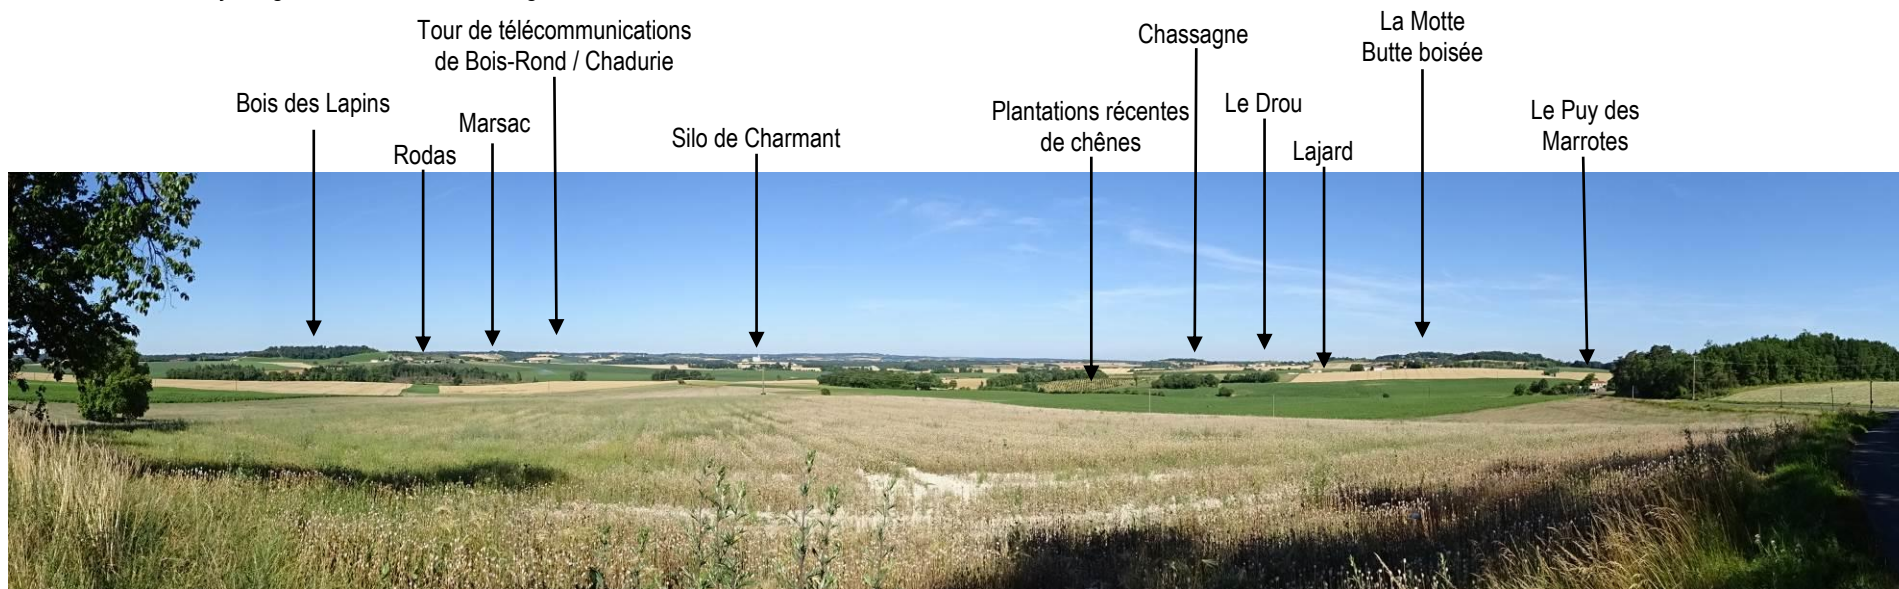 Tour de télécommunications
de Bois-Rond / Chadurie
Bois des Lapins
Rodas
Marsac
Silo de Charmant
Plantations récentes
de chênes
Chassagne
Le Drou
Lajard
La Motte
Butte boisée
Le Puy des
Marrotes